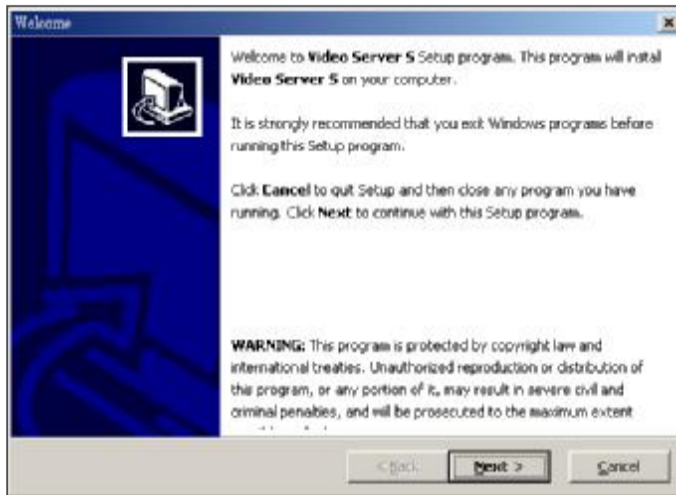 Welcome
Welcome to Video Server S Setup program. This program will instal
Video Server S on your computer.
It is strongly recommended that you exit Windows programs before
running this Setup program.
Click Cancel to quit Setup and then close any program you have
running. Click Next to continue with this Setup program.
WARNING: This program is protected by copyright law and
international treaties. Unauthorized reproduction or distribution of
this program, or any portion of it, may result in severe civil and
criminal penalties, and will be prosecuted to the maximum extent
< Back
Next >
Cancel